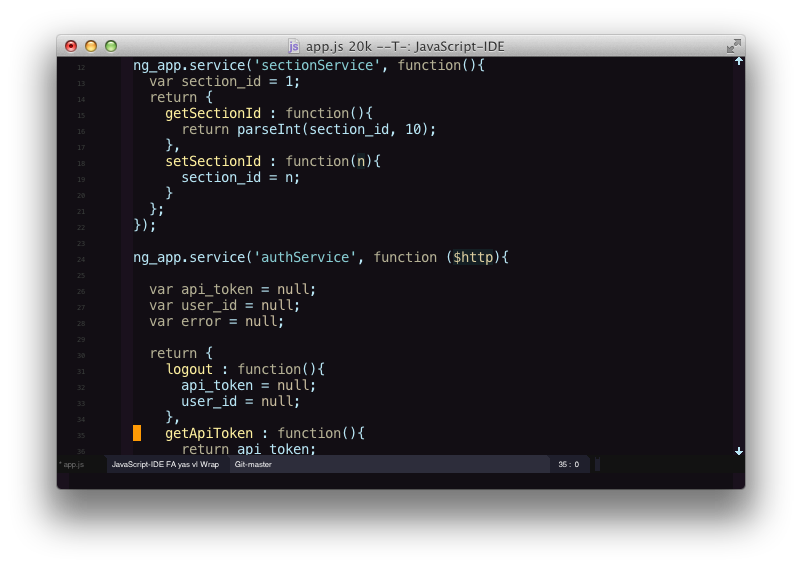 app.js 20k --T-: JavaScript-IDE
12 ng_app.service('sectionService', function(){
13 var section_id = 1;
14 return {
15 getSectionId : function(){
16 return parseInt(section_id, 10);
17 },
18 setSectionId : function(n){
19 section_id = n;
20 }
21 };
22 });
23
24 ng_app.service('authService', function ($http){
25
26 var api_token = null;
27 var user_id = null;
28 var error = null;
29
30 return {
31 logout : function(){
32 api_token = null;
33 user_id = null;
34 },
35 getApiToken : function(){
36 return api_token;
* app.js JavaScript-IDE FA yas vl Wrap Git-master 35 : 0